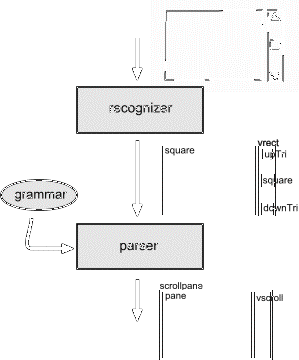 recognizer
square
vrect
upTri
square
downTri
grammar
parser
scrollpane
pane
vscroll